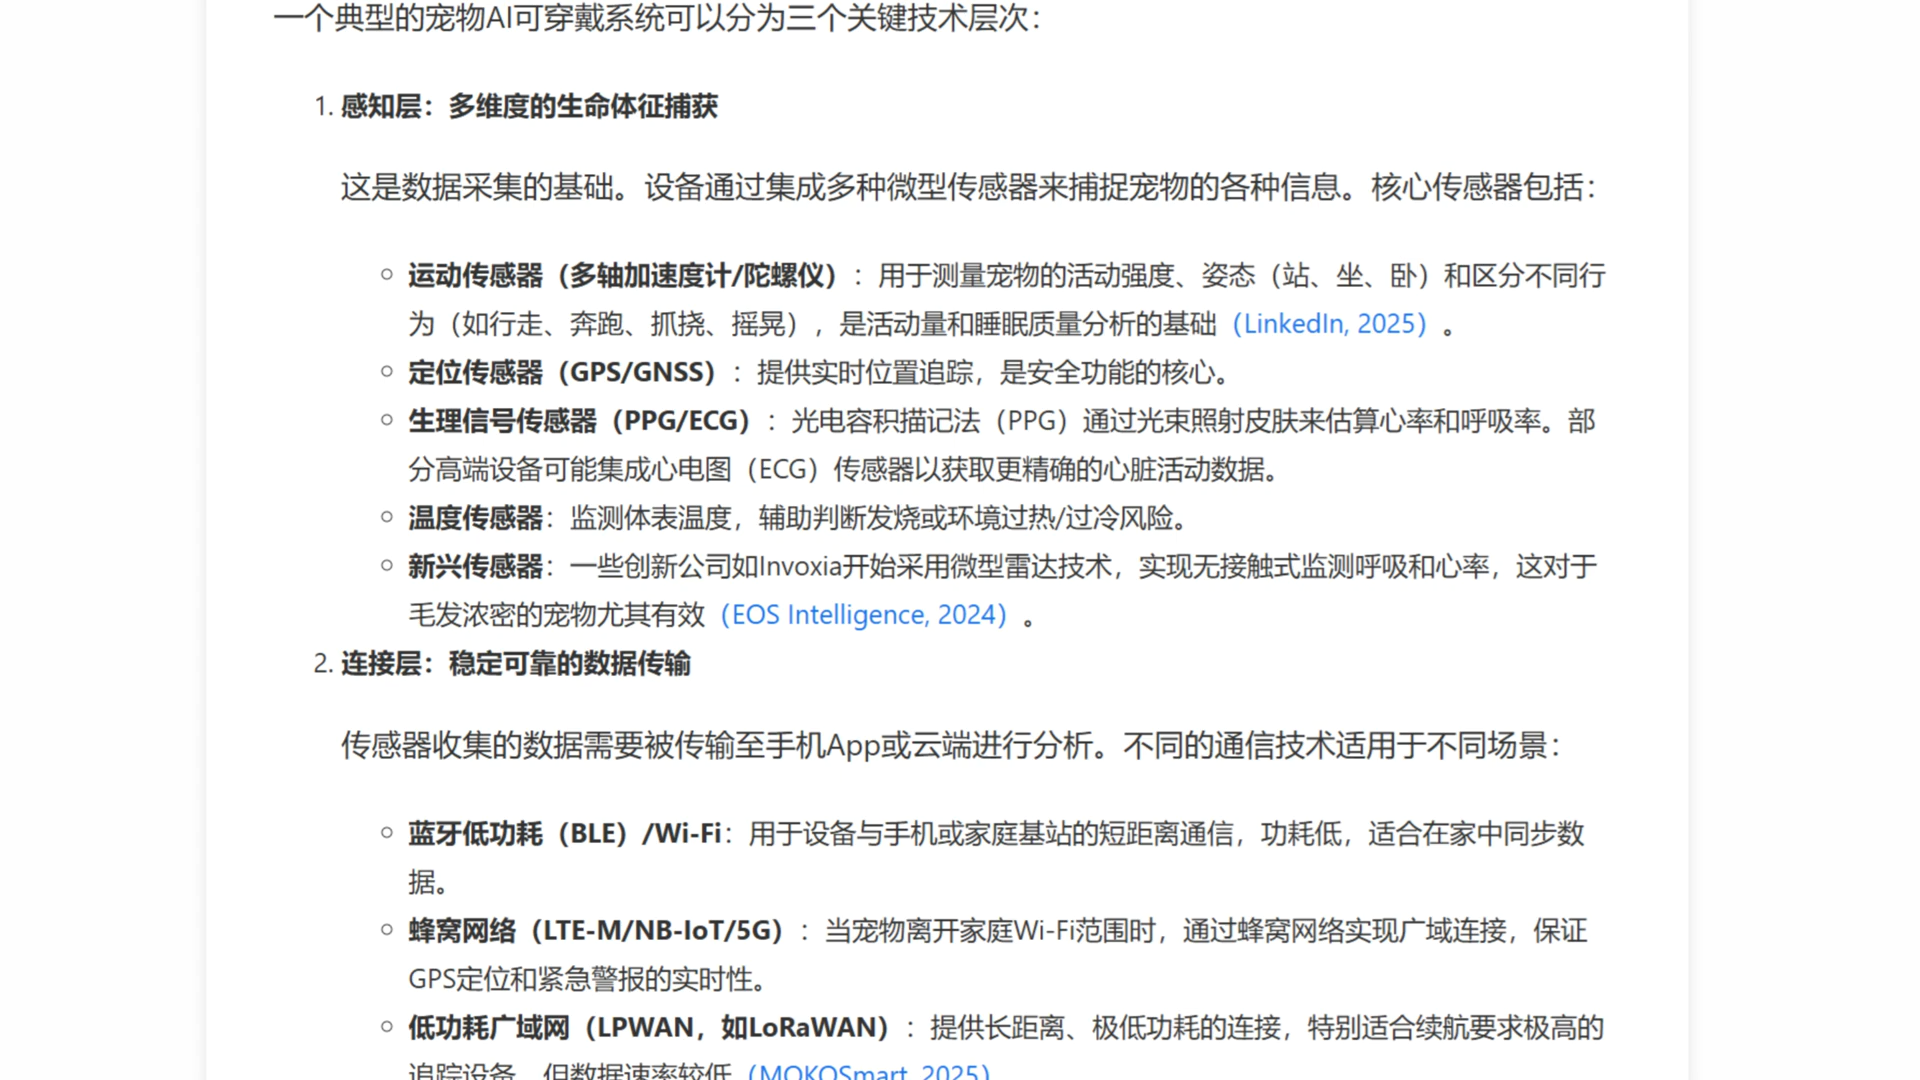 一个典型的宠物AI可穿戴系统可以分为三个关键技术层次：
1. 感知层：多维度的生命体征捕获
这是数据采集的基础。设备通过集成多种微型传感器来捕捉宠物的各种信息。核心传感器包括：
○ 运动传感器（多轴加速度计/陀螺仪）：用于测量宠物的活动强度、姿态（站、坐、卧）和区分不同行
为（如行走、奔跑、抓挠、摇晃），是活动量和睡眠质量分析的基础（LinkedIn, 2025）。
○ 定位传感器（GPS/GNSS）：提供实时位置追踪，是安全功能的核心。
○ 生理信号传感器（PPG/ECG）：光电容积描记法（PPG）通过光束照射皮肤来估算心率和呼吸率。部
分高端设备可能集成心电图（ECG）传感器以获取更精确的心脏活动数据。
○ 温度传感器：监测体表温度，辅助判断发烧或环境过热/过冷风险。
○ 新兴传感器：一些创新公司如Invoxia开始采用微型雷达技术，实现无接触式监测呼吸和心率，这对于
毛发浓密的宠物尤其有效（EOS Intelligence, 2024）。
2. 连接层：稳定可靠的数据传输
传感器收集的数据需要被传输至手机App或云端进行分析。不同的通信技术适用于不同场景：
○ 蓝牙低功耗（BLE）/Wi-Fi：用于设备与手机或家庭基站的短距离通信，功耗低，适合在家中同步数
据。
○ 蜂窝网络（LTE-M/NB-IoT/5G）：当宠物离开家庭Wi-Fi范围时，通过蜂窝网络实现广域连接，保证
GPS定位和紧急警报的实时性。
○ 低功耗广域网（LPWAN，如LoRaWAN）：提供长距离、极低功耗的连接，特别适合续航要求极高的
追踪设备，但数据速率较低（MOKOSmart, 2025）